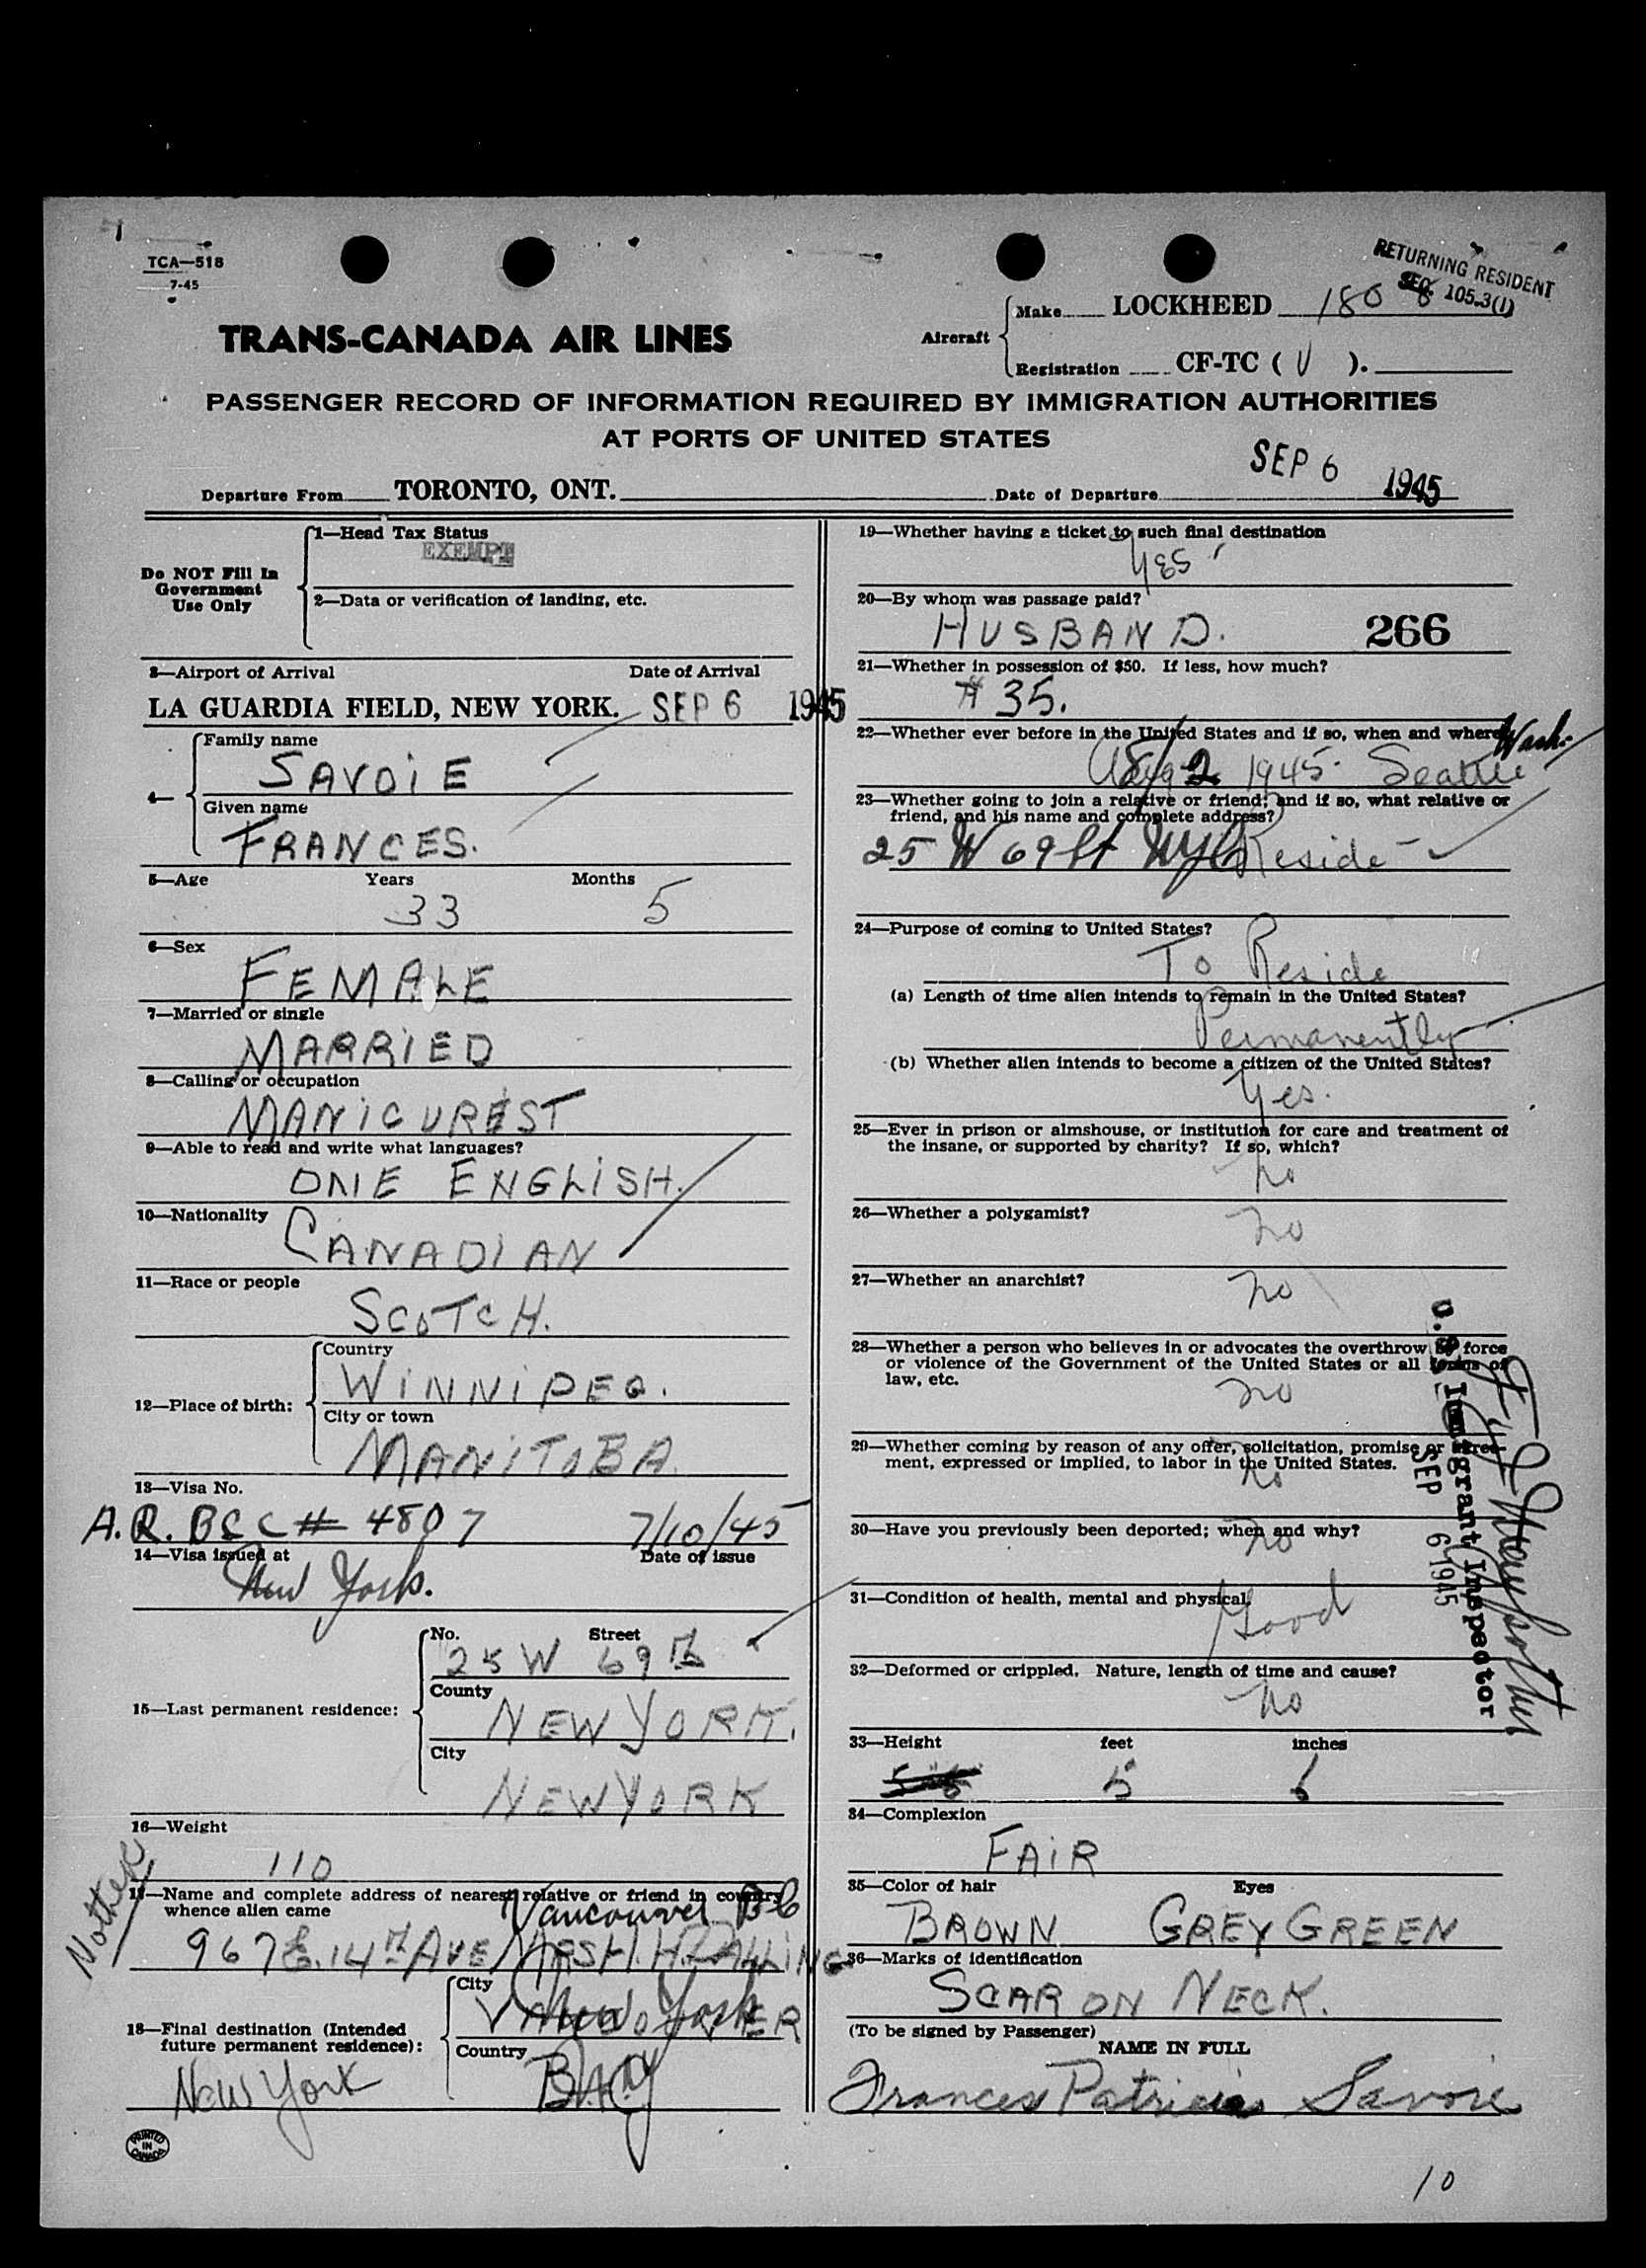 TCA—518
7-45
RETURNING RESIDENT
SEC. 105.3(1)
TRANS-CANADA AIR LINES
Aircraft
Make LOCKHEED 180 8
Registration CF-TC ( U ).
PASSENGER RECORD OF INFORMATION REQUIRED BY IMMIGRATION AUTHORITIES
AT PORTS OF UNITED STATES
Departure From TORONTO, ONT. Date of Departure SEP 6 1945
Do NOT Fill In
Government
Use Only
1—Head Tax Status
EXEMPT
2—Data or verification of landing, etc.
3—Airport of Arrival Date of Arrival
LA GUARDIA FIELD, NEW YORK. SEP 6 1945
4—
Family name
SAVOIE
Given name
FRANCES.
5—Age Years Months
33 5
6—Sex
FEMALE
7—Married or single
MARRIED
8—Calling or occupation
MANICUREST
9—Able to read and write what languages?
ONE ENGLISH.
10—Nationality
CANADIAN
11—Race or people
SCOTCH.
12—Place of birth:
Country
WINNIPEG.
City or town
MANITOBA.
13—Visa No.
A.R. BCC # 4807 7/10/45
14—Visa issued at Date of issue
New York.
15—Last permanent residence:
No. Street
25 W 69th
County
NEW YORK.
City
NEW YORK
16—Weight
110
Mother
17—Name and complete address of nearest relative or friend in country
whence alien came
Vancouver BC
967 E. 14th AVE MRS H.H.
18—Final destination (Intended
future permanent residence):
New York
City
VANCOUVER
New York
Country
B.C.
NY
PRINTED
IN
CANADA
19—Whether having a ticket to such final destination
YES
20—By whom was passage paid?
HUSBAND. 266
21—Whether in possession of $50. If less, how much?
# 35.
22—Whether ever before in the United States and if so, when and where?
1945. Seattle Wash.
23—Whether going to join a relative or friend; and if so, what relative or
friend, and his name and complete address?
25 W 69 St NYC Reside
24—Purpose of coming to United States?
To Reside
(a) Length of time alien intends to remain in the United States?
Permanently
(b) Whether alien intends to become a citizen of the United States?
Yes.
25—Ever in prison or almshouse, or institution for care and treatment of
the insane, or supported by charity? If so, which?
no
26—Whether a polygamist?
no
27—Whether an anarchist?
no
28—Whether a person who believes in or advocates the overthrow by force
or violence of the Government of the United States or all forms of
law, etc.
no
29—Whether coming by reason of any offer, solicitation, promise or agree-
ment, expressed or implied, to labor in the United States.
no
30—Have you previously been deported; when and why?
no
31—Condition of health, mental and physical.
Good
32—Deformed or crippled. Nature, length of time and cause?
no
33—Height feet inches
5 6
34—Complexion
FAIR
35—Color of hair Eyes
BROWN GREY GREEN
36—Marks of identification
SCAR ON NECK.
(To be signed by Passenger)
NAME IN FULL
Frances Patricia Savoie
U.S. Immigrant Inspector
SEP 6 1945
10